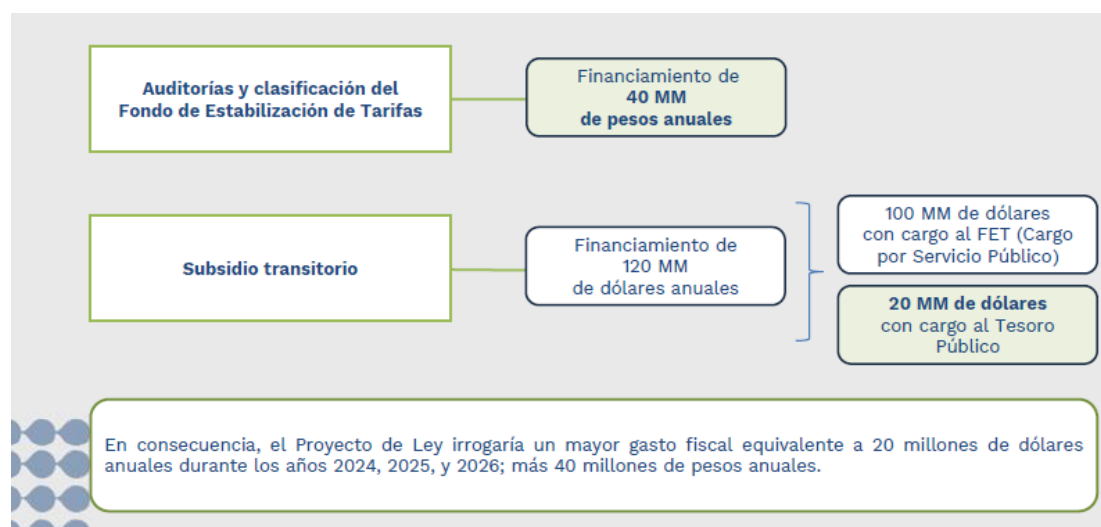 Auditorías y clasificación del
Fondo de Estabilización de Tarifas
Financiamiento de
40 MM
de pesos anuales
Subsidio transitorio
Financiamiento de
120 MM
de dólares anuales
100 MM de dólares
con cargo al FET (Cargo
por Servicio Público)
20 MM de dólares
con cargo al Tesoro
Público
En consecuencia, el Proyecto de Ley irrogaría un mayor gasto fiscal equivalente a 20 millones de dólares
anuales durante los años 2024, 2025, y 2026; más 40 millones de pesos anuales.